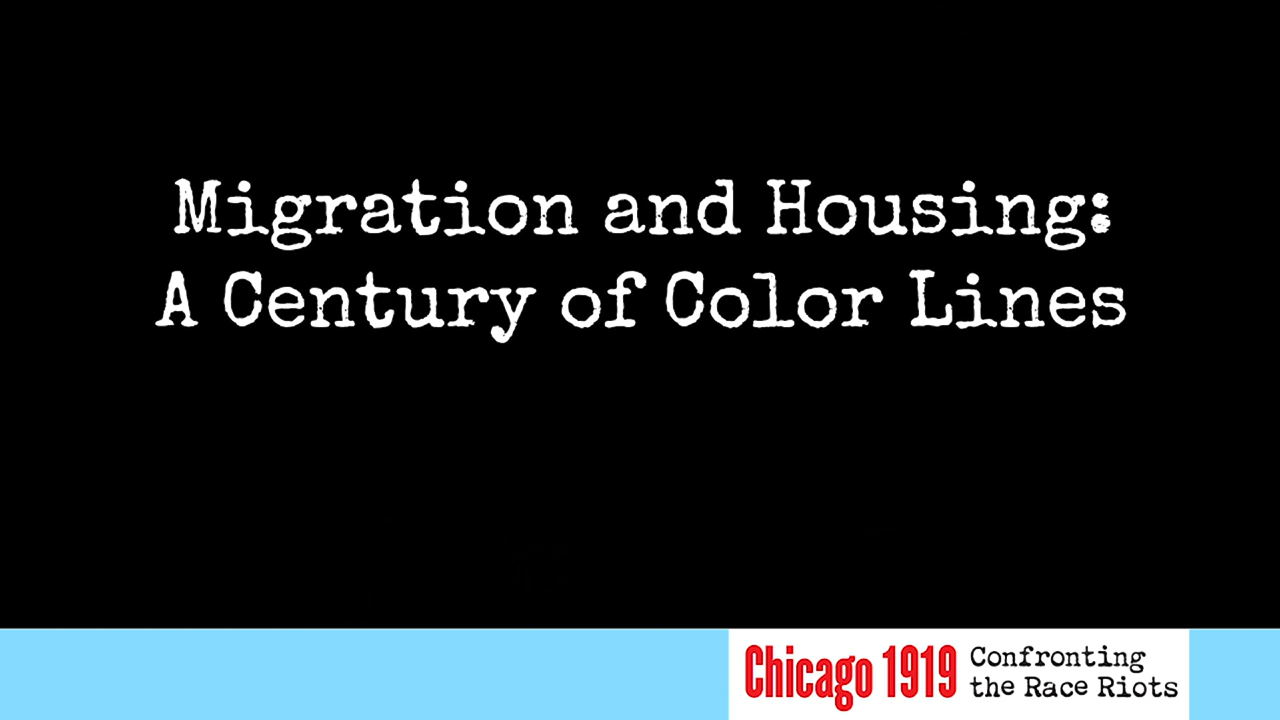 Migration and Housing:
A Century of Color Lines
Chicago 1919
Confronting
the Race Riots